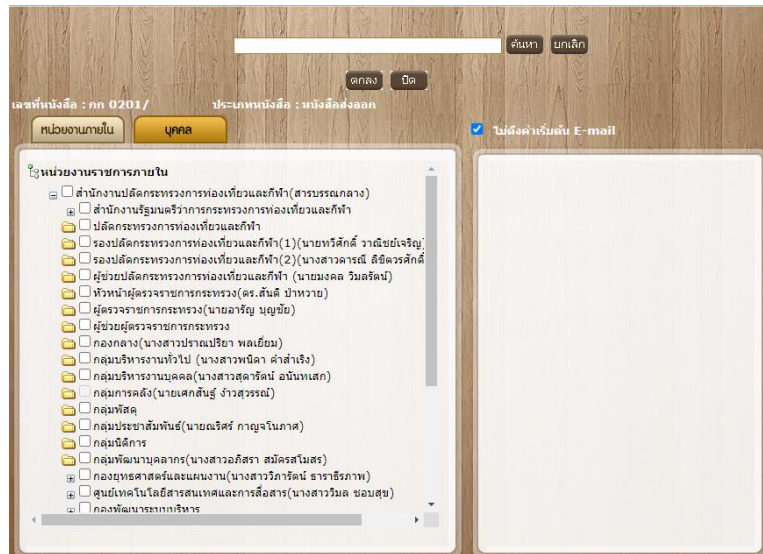 ค้นหา ยกเลิก
ตกลง ปิด
เลขที่หนังสือ : กก 0201/ ประเภทหนังสือ : หนังสือส่งออก
หน่วยงานภายใน บุคคล ไม่ดึงค่าเริ่มต้น E-mail
หน่วยงานราชการภายใน
สำนักงานปลัดกระทรวงการท่องเที่ยวและกีฬา(สารบรรณกลาง)
สำนักงานรัฐมนตรีว่าการกระทรวงการท่องเที่ยวและกีฬา
ปลัดกระทรวงการท่องเที่ยวและกีฬา
รองปลัดกระทรวงการท่องเที่ยวและกีฬา(1)(นายทวีศักดิ์ วาณิชย์เจริญ)
รองปลัดกระทรวงการท่องเที่ยวและกีฬา(2)(นางสาวดารณี ลิขิตวรศักดิ์
ผู้ช่วยปลัดกระทรวงการท่องเที่ยวและกีฬา (นายมงคล วิมลรัตน์)
หัวหน้าผู้ตรวจราชการกระทรวง(ดร.สันติ ป่าหวาย)
ผู้ตรวจราชการกระทรวง(นายอารัญ บุญชัย)
ผู้ช่วยผู้ตรวจราชการกระทรวง
กองกลาง(นางสาวปราณปริยา พลเยี่ยม)
กลุ่มบริหารงานทั่วไป (นางสาวพนิดา คำสำเริง)
กลุ่มบริหารงานบุคคล(นางสาวสุดารัตน์ อนันทเสก)
กลุ่มการคลัง(นายเศกสันฐ์ ง้าวสุวรรณ์)
กลุ่มพัสดุ
กลุ่มประชาสัมพันธ์(นายณริศร์ กาญจโนภาศ)
กลุ่มนิติการ
กลุ่มพัฒนาบุคลากร(นางสาวอภิสรา สมัครสโมสร)
กองยุทธศาสตร์และแผนงาน(นางสาววิภารัตน์ ธาราธีรภาพ)
ศูนย์เทคโนโลยีสารสนเทศและการสื่อสาร(นางสาววิมล ชอบสุข)
กองพัฒนาระบบบริหาร